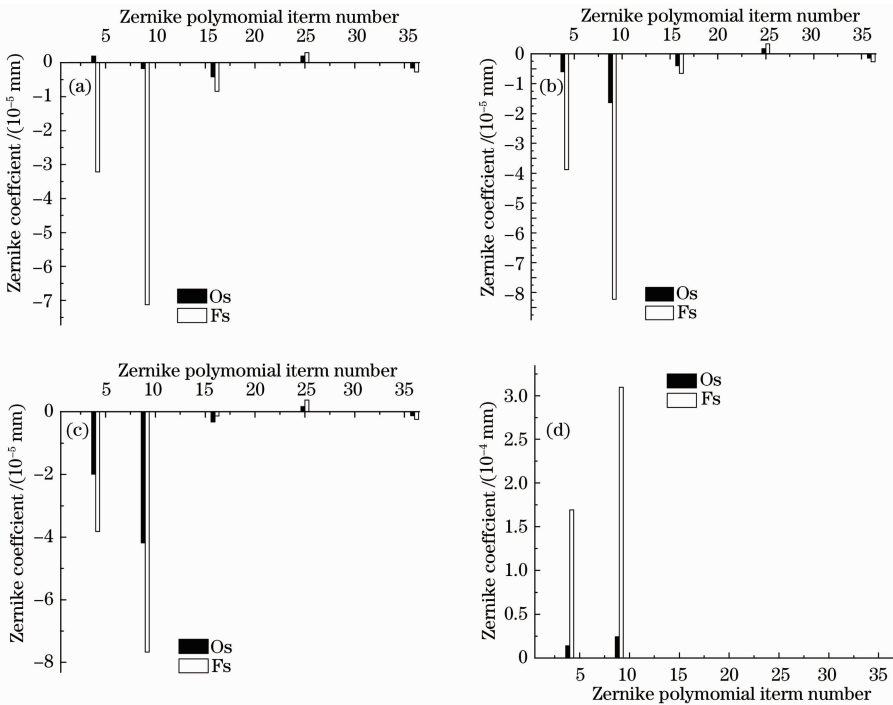 Zernike polymomial iterm number
5 10 15 20 25 30 35
Zernike coeffcient /(10⁻⁵ mm)
0
−1
−2
−3
−4
−5
−6
−7
(a)
Os
Fs
Zernike polymomial iterm number
5 10 15 20 25 30 35
Zernike coeffcient /(10⁻⁵ mm)
0
−1
−2
−3
−4
−5
−6
−7
−8
(b)
Os
Fs
Zernike polymomial iterm number
5 10 15 20 25 30 35
Zernike coeffcient /(10⁻⁵ mm)
0
−2
−4
−6
−8
(c)
Os
Fs
Zernike coeffcient /(10⁻⁴ mm)
3.0
2.5
2.0
1.5
1.0
0.5
0
(d)
Os
Fs
5 10 15 20 25 30 35
Zernike polymomial iterm number